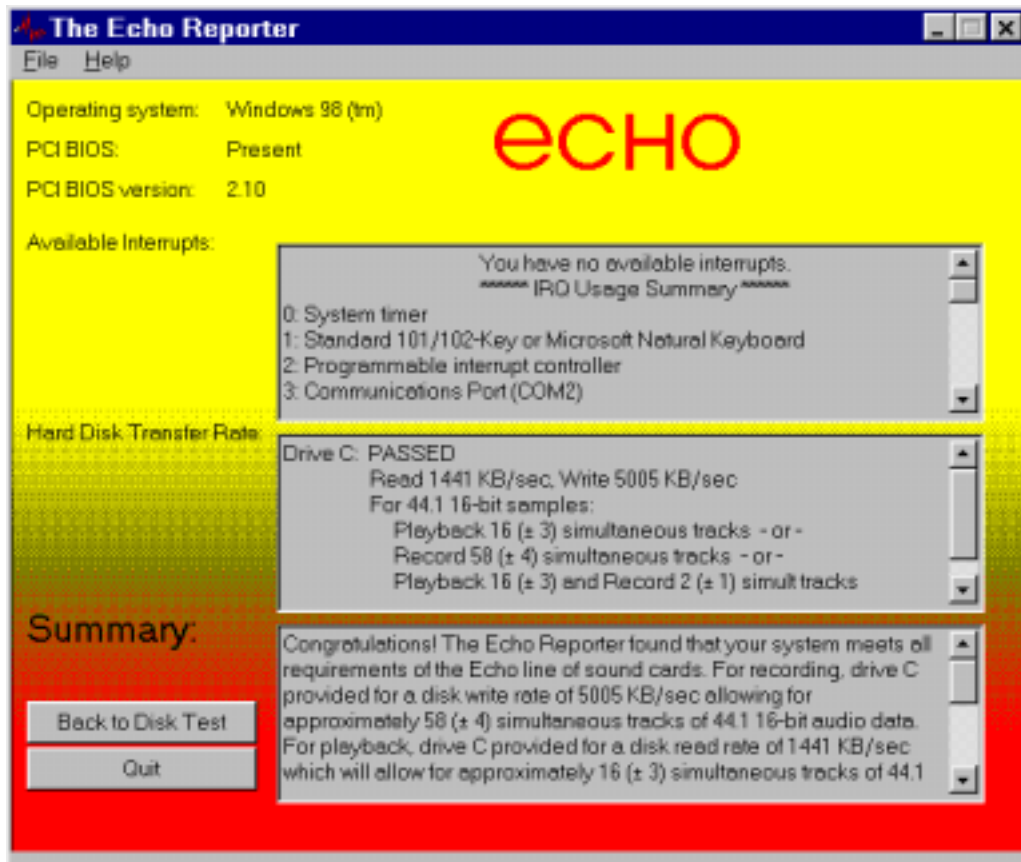 The Echo Reporter
File Help
Operating system: Windows 98 (tm)
eCHO
PCI BIOS: Present
PCI BIOS version: 2.10
Available Interrupts:
You have no available interrupts.
****** IRQ Usage Summary ******
0: System timer
1: Standard 101/102-Key or Microsoft Natural Keyboard
2: Programmable interrupt controller
3: Communications Port (COM2)
Hard Disk Transfer Rate:
Drive C: PASSED
Read 1441 KB/sec, Write 5005 KB/sec
For 44.1 16-bit samples:
Playback 16 (± 3) simultaneous tracks - or -
Record 58 (± 4) simultaneous tracks - or -
Playback 16 (± 3) and Record 2 (± 1) simult tracks
Summary:
Congratulations! The Echo Reporter found that your system meets all
requirements of the Echo line of sound cards. For recording, drive C
provided for a disk write rate of 5005 KB/sec allowing for
approximately 58 (± 4) simultaneous tracks of 44.1 16-bit audio data.
For playback, drive C provided for a disk read rate of 1441 KB/sec
which will allow for approximately 16 (± 3) simultaneous tracks of 44.1
Back to Disk Test
Quit